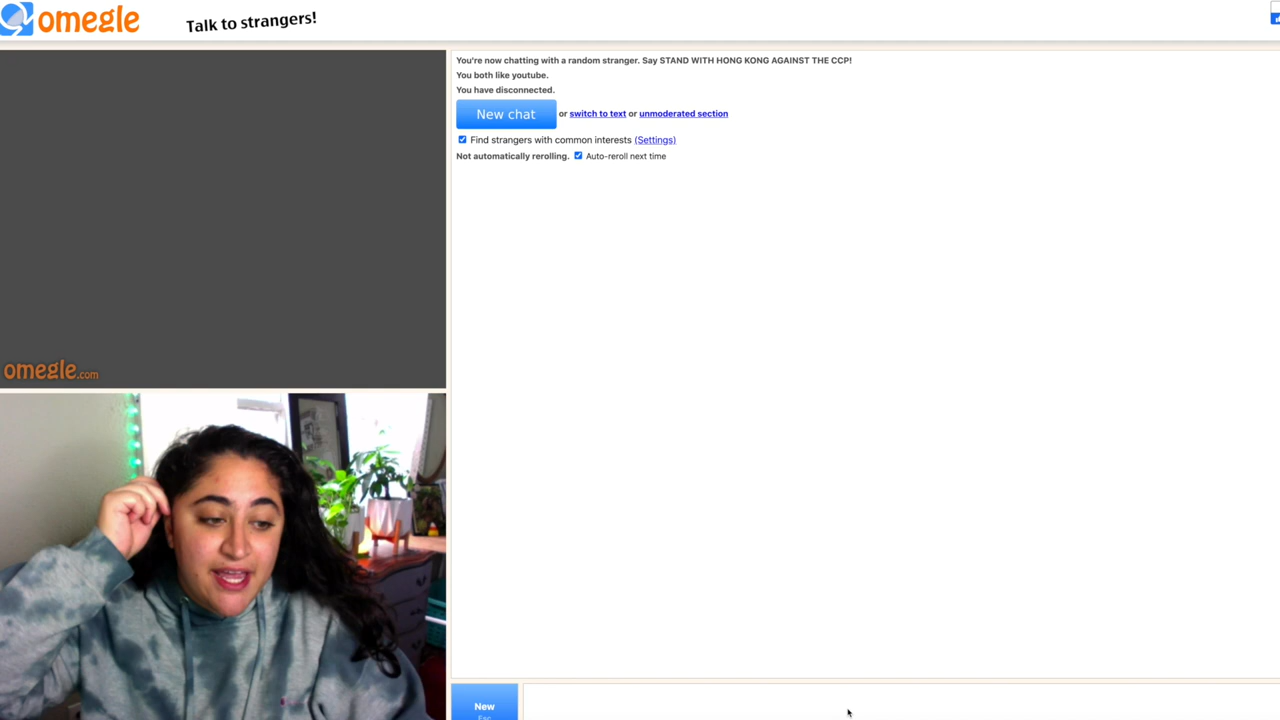 omegle
Talk to strangers!
You're now chatting with a random stranger. Say STAND WITH HONG KONG AGAINST THE CCP!
You both like youtube.
You have disconnected.
New chat or switch to text or unmoderated section
Find strangers with common interests (Settings)
Not automatically rerolling. Auto-reroll next time
omegle.com
New
Esc